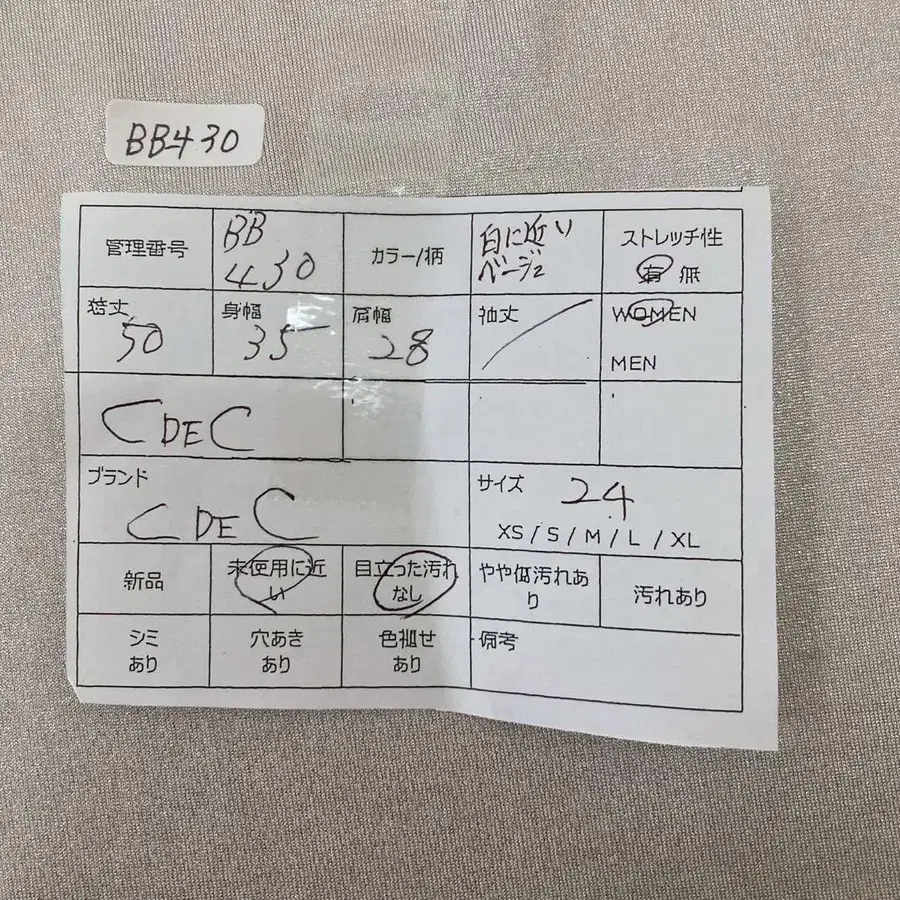 BB430
管理番号
BB
430
カラー/柄
白に近い
ベージュ
ストレッチ性
有 無
着丈
50
身幅
35
肩幅
28
袖丈
WOMEN
MEN
CDEC
ブランド
CDEC
サイズ
24
XS/S/M/L/XL
新品
未使用に近
い
目立った汚れ
なし
やや傷汚れあ
り
汚れあり
シミ
あり
穴あき
あり
色褪せ
あり
備考